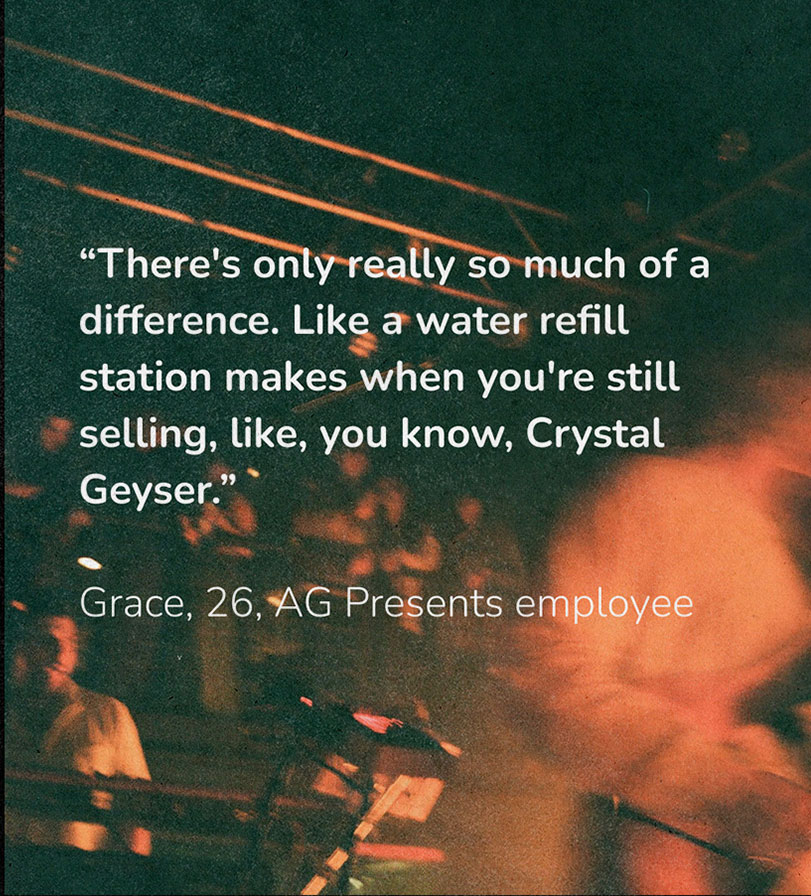 “There's only really so much of a
difference. Like a water refill
station makes when you're still
selling, like, you know, Crystal
Geyser.”
Grace, 26, AG Presents employee